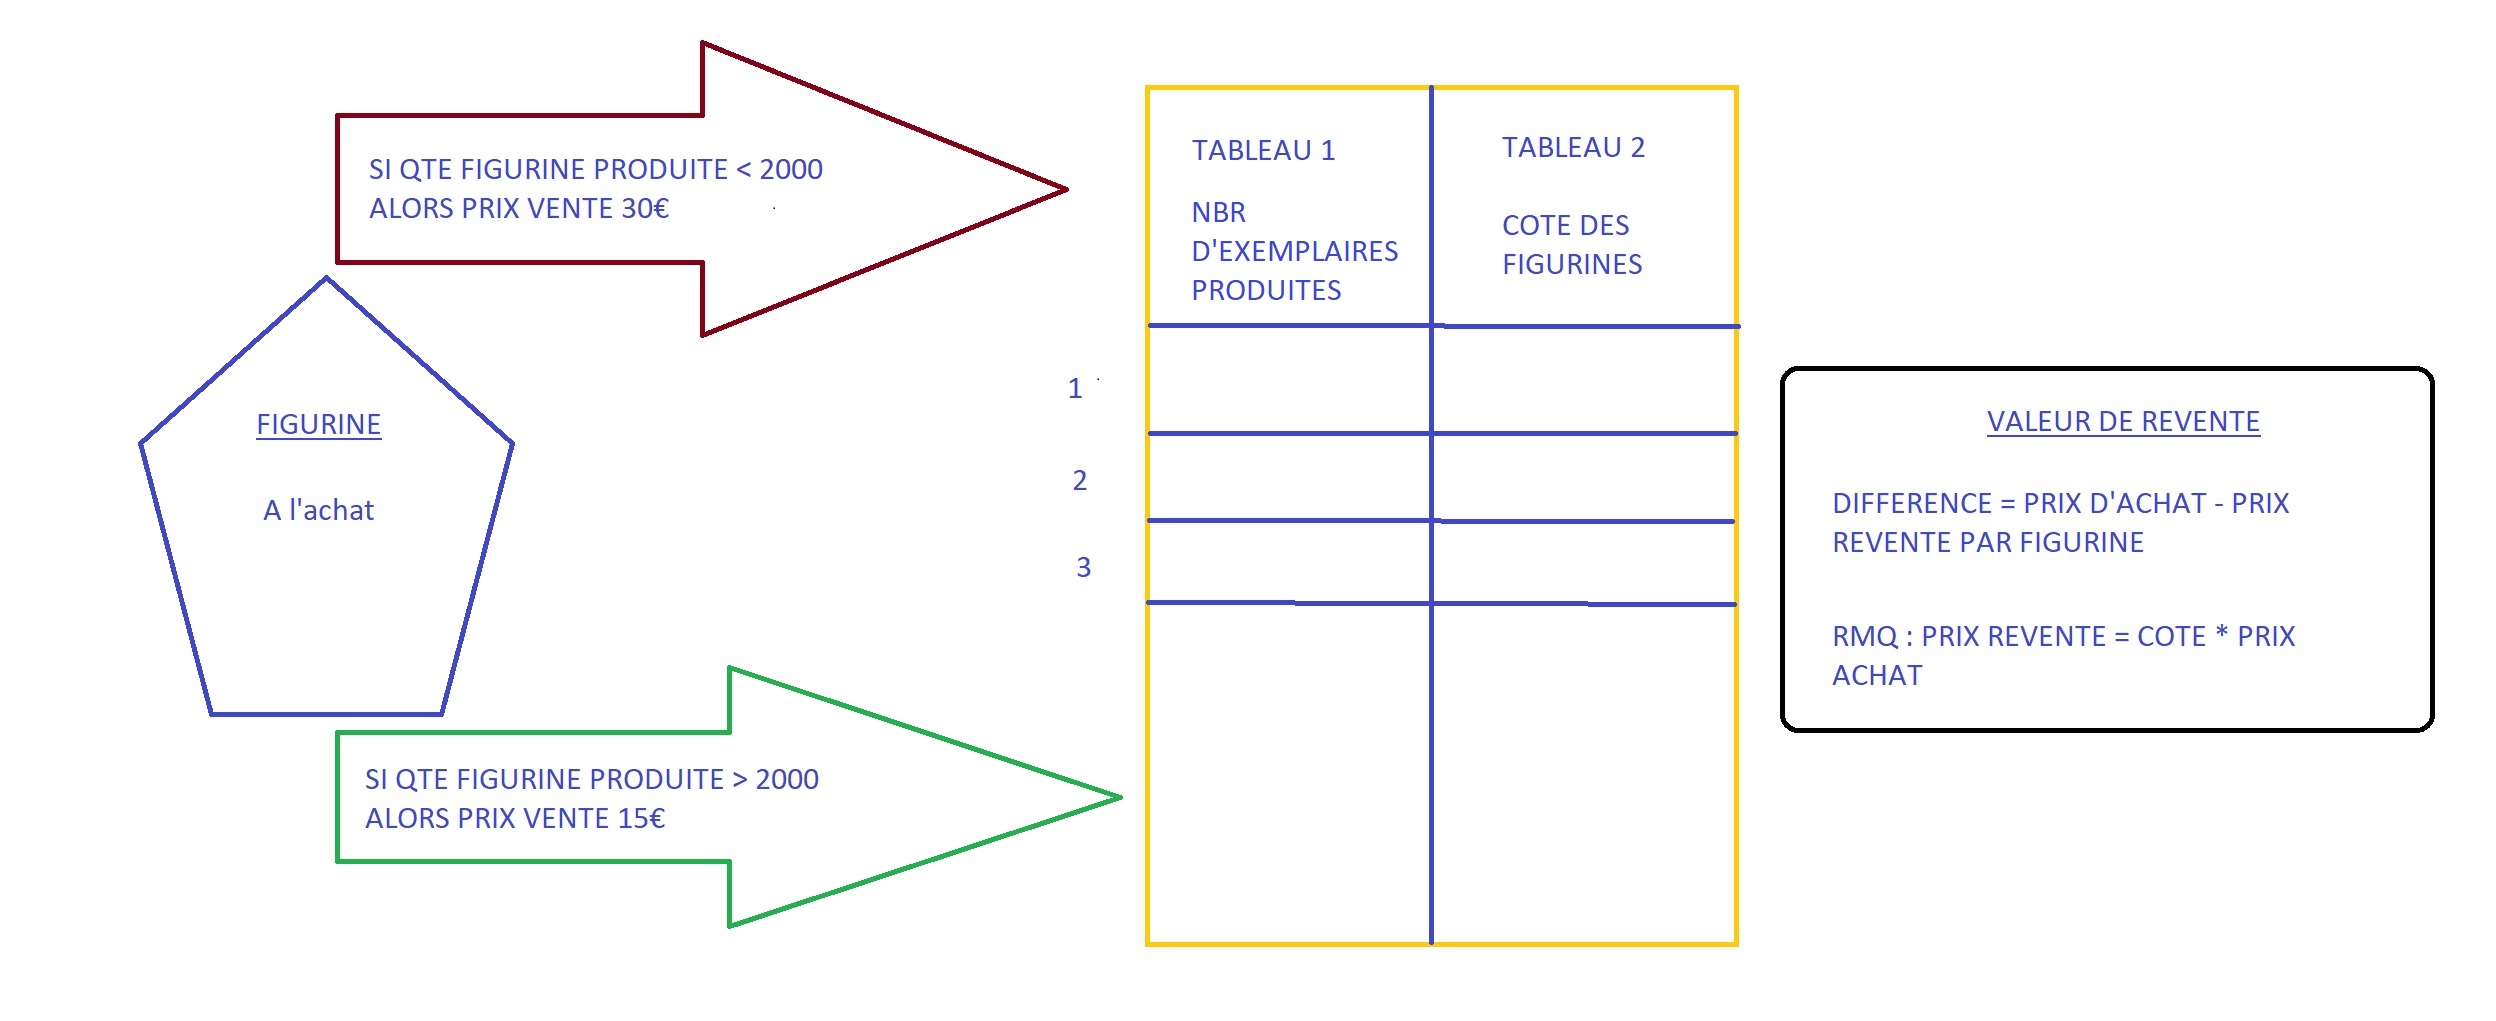 SI QTE FIGURINE PRODUITE < 2000
ALORS PRIX VENTE 30€
FIGURINE
A l'achat
SI QTE FIGURINE PRODUITE > 2000
ALORS PRIX VENTE 15€
TABLEAU 1
NBR
D'EXEMPLAIRES
PRODUITES
TABLEAU 2
COTE DES
FIGURINES
1
2
3
VALEUR DE REVENTE
DIFFERENCE = PRIX D'ACHAT - PRIX
REVENTE PAR FIGURINE
RMQ : PRIX REVENTE = COTE * PRIX
ACHAT